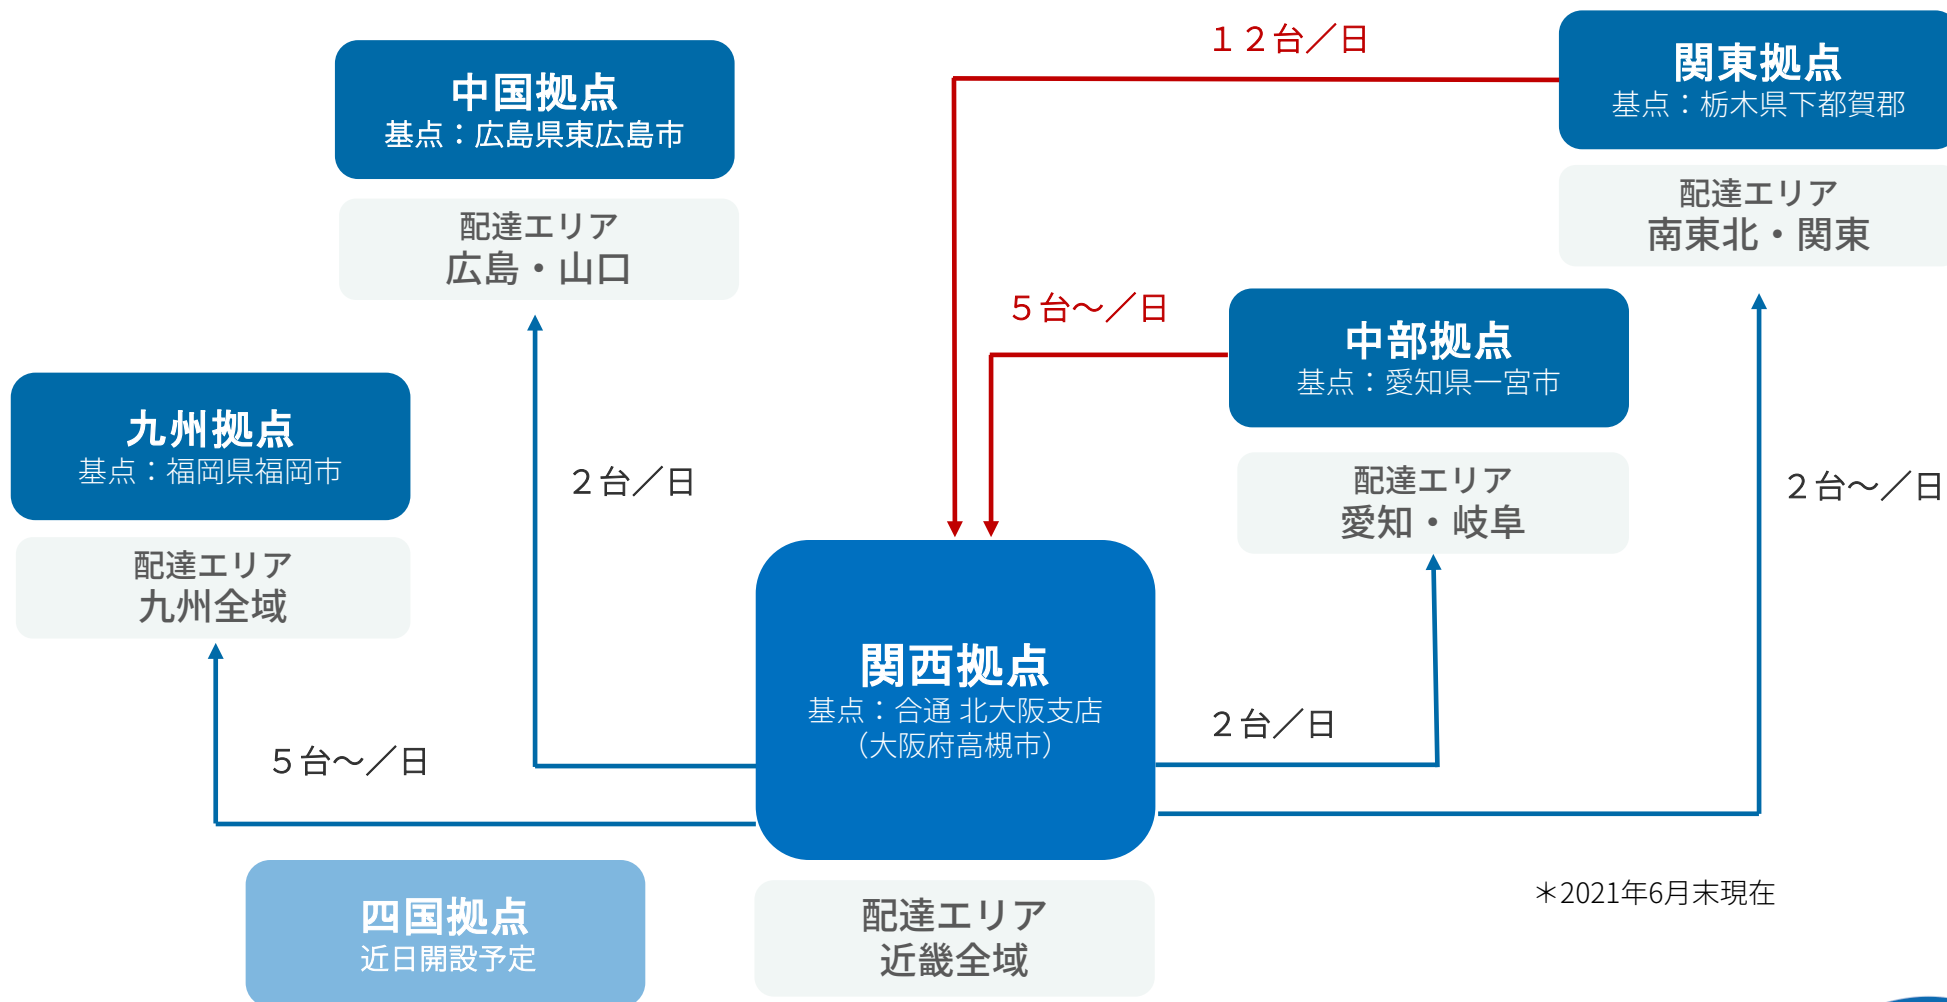 １２台／日
関東拠点
基点：栃木県下都賀郡
配達エリア
南東北・関東
中国拠点
基点：広島県東広島市
配達エリア
広島・山口
５台～／日
中部拠点
基点：愛知県一宮市
配達エリア
愛知・岐阜
九州拠点
基点：福岡県福岡市
配達エリア
九州全域
２台／日
２台～／日
関西拠点
基点：合通 北大阪支店
（大阪府高槻市）
２台／日
５台～／日
四国拠点
近日開設予定
配達エリア
近畿全域
＊2021年6月末現在